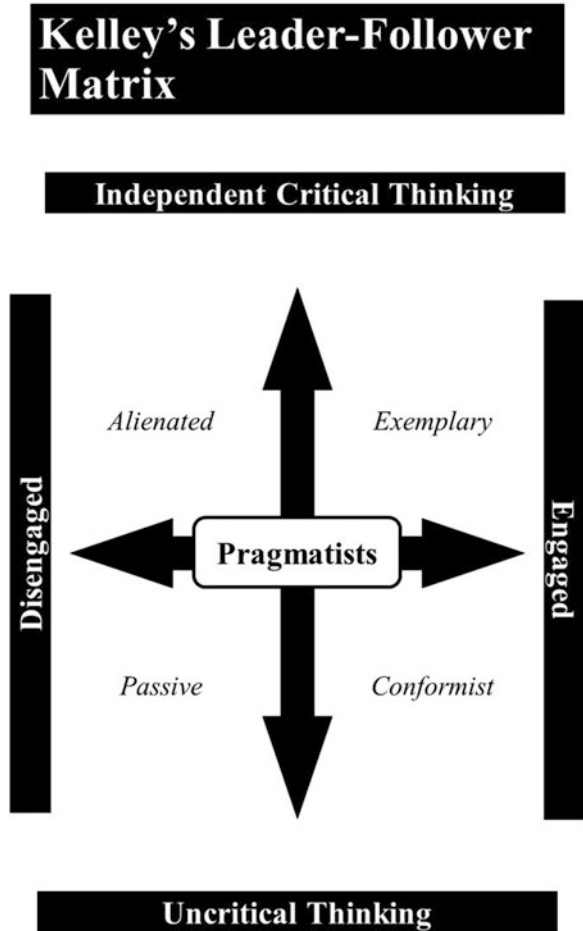 Kelley’s Leader-Follower
Matrix
Independent Critical Thinking
Alienated
Exemplary
Disengaged
Pragmatists
Engaged
Passive
Conformist
Uncritical Thinking